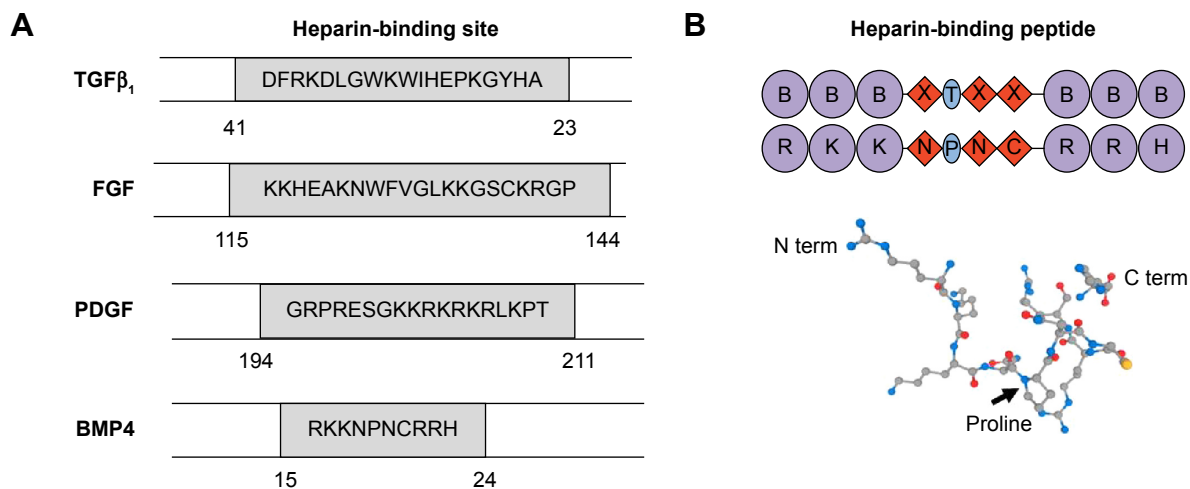 A
Heparin-binding site
TGFβ₁
DFRKDLGWKWIHEPKGYHA
41 23
FGF
KKHEAKNWFVGLKKGSCKRGP
115 144
PDGF
GRPRESGKKRKRKRLKPT
194 211
BMP4
RKKNPNCRRH
15 24
B
Heparin-binding peptide
B B B X T X X B B B
R K K N P N C R R H
N term
C term
Proline